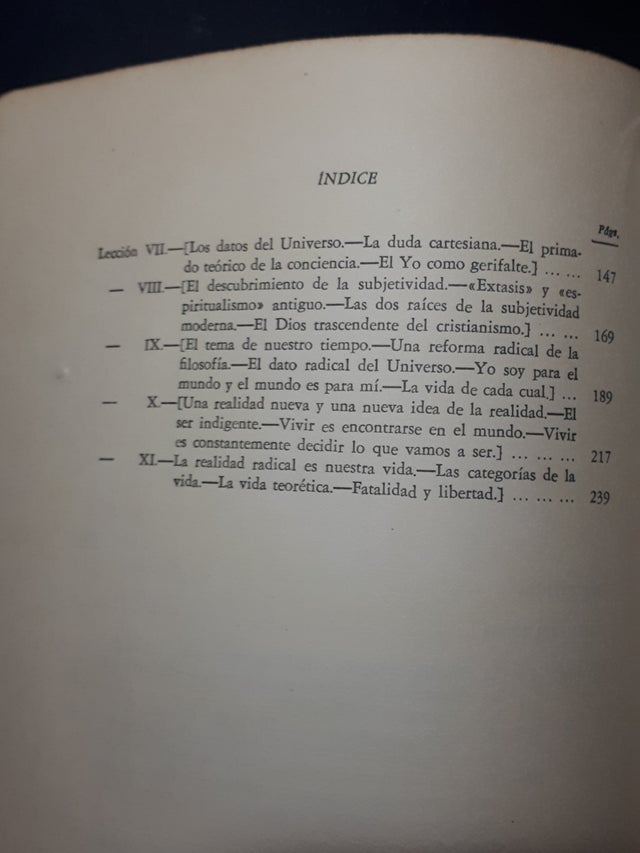 ÍNDICE
Págs.
Lección VII.—[Los datos del Universo.—La duda cartesiana.—El prima-
do teórico de la conciencia.—El Yo como gerifalte.] ... ... 147
— VIII.—[El descubrimiento de la subjetividad.—«Extasis» y «es-
piritualismo» antiguo.—Las dos raíces de la subjetividad
moderna.—El Dios trascendente del cristianismo.] ... ... 169
— IX.—[El tema de nuestro tiempo.—Una reforma radical de la
filosofía.—El dato radical del Universo.—Yo soy para el
mundo y el mundo es para mí.—La vida de cada cual.] ... 189
— X.—[Una realidad nueva y una nueva idea de la realidad.—El
ser indigente.—Vivir es encontrarse en el mundo.—Vivir
es constantemente decidir lo que vamos a ser.] ... ... ... 217
— XI.—La realidad radical es nuestra vida.—Las categorías de la
vida.—La vida teorética.—Fatalidad y libertad.] ... ... ... 239